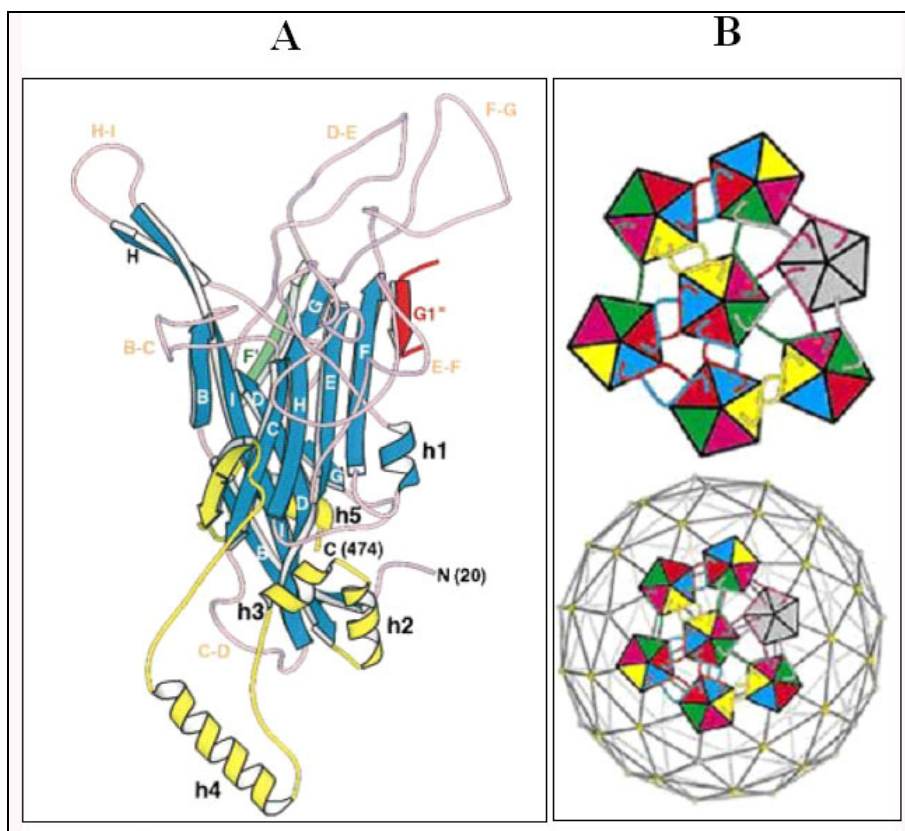 A
B
F-G
H-I
D-E
H
G
G1"
B-C
F'
E-F
F
E
B
I
D
H
C
h1
G
D
h5
I
B
C (474)
N (20)
h3
h2
C-D
h4